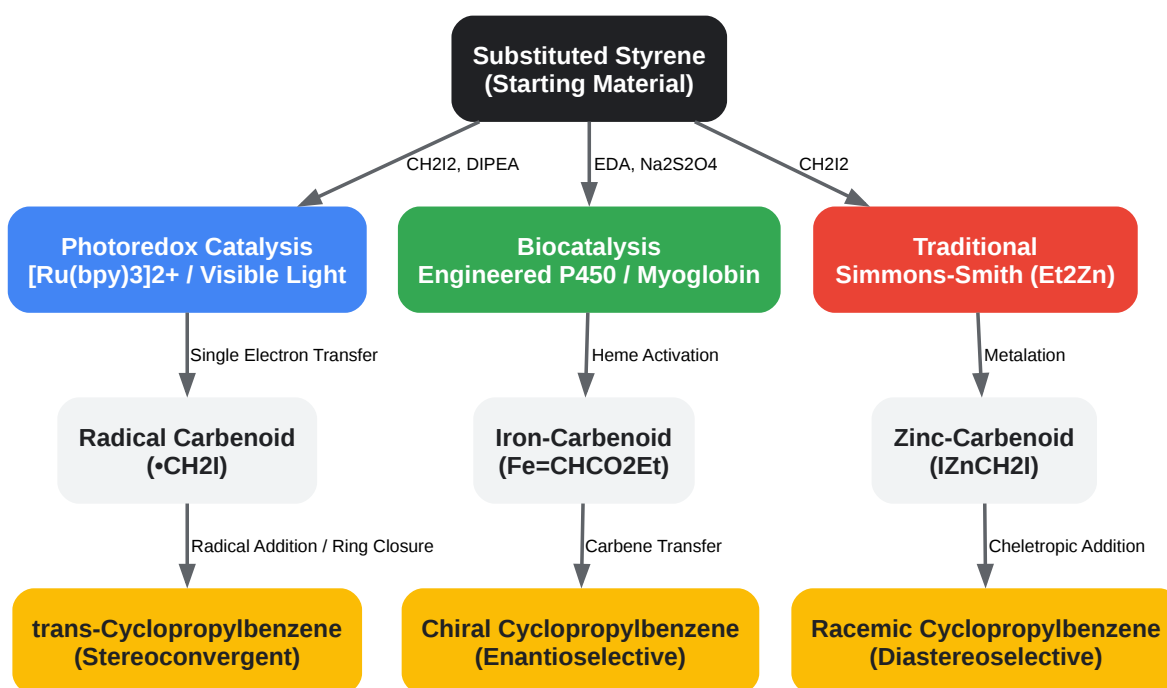 Substituted Styrene
(Starting Material)
CH2I2, DIPEA
EDA, Na2S2O4
CH2I2
Photoredox Catalysis
[Ru(bpy)3]2+ / Visible Light
Biocatalysis
Engineered P450 / Myoglobin
Traditional
Simmons-Smith (Et2Zn)
Single Electron Transfer
Heme Activation
Metalation
Radical Carbenoid
(•CH2I)
Iron-Carbenoid
(Fe=CHCO2Et)
Zinc-Carbenoid
(IZnCH2I)
Radical Addition / Ring Closure
Carbene Transfer
Cheletropic Addition
trans-Cyclopropylbenzene
(Stereoconvergent)
Chiral Cyclopropylbenzene
(Enantioselective)
Racemic Cyclopropylbenzene
(Diastereoselective)